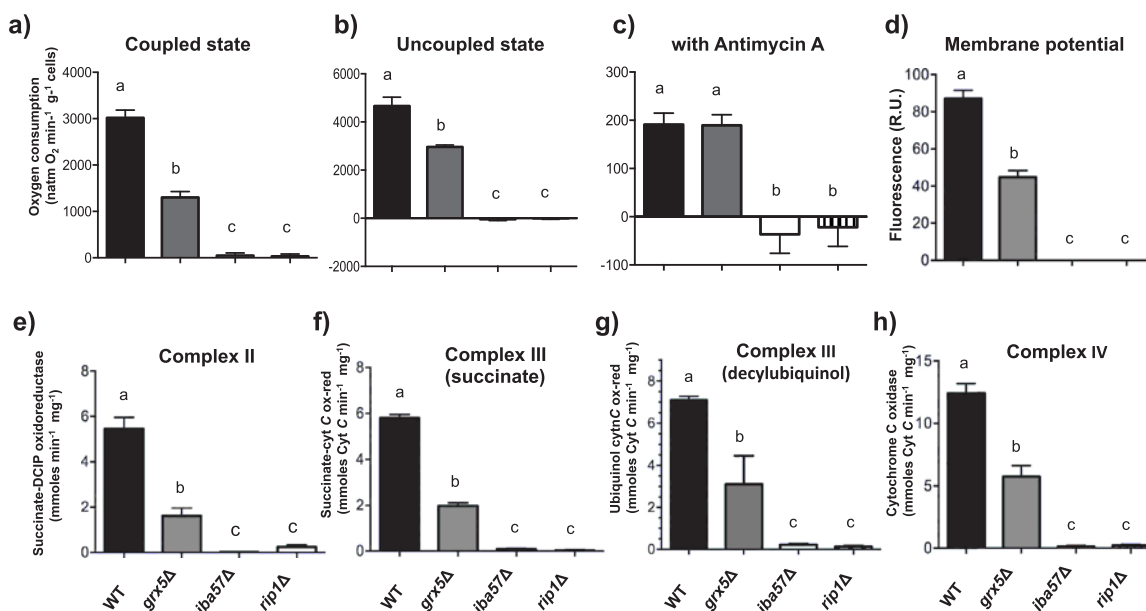 a)
Coupled state
Oxygen consumption
(natm O₂ min⁻¹ g⁻¹ cells)
4000
3000
2000
1000
0
a
b
c
c
b)
Uncoupled state
6000
4000
2000
0
-2000
a
b
c
c
c)
with Antimycin A
300
200
100
0
-100
a
a
b
b
d)
Membrane potential
Fluorescence (R.U.)
100
80
60
40
20
0
a
b
c
c
e)
Complex II
Succinate-DCIP oxidoreductase
(mmoles min⁻¹ mg⁻¹)
8
6
4
2
0
a
b
c
c
WT
grx5Δ
iba57Δ
rip1Δ
f)
Complex III
(succinate)
Succinate-cyt C ox-red
(mmoles Cyt C min⁻¹ mg⁻¹)
8
6
4
2
0
a
b
c
c
WT
grx5Δ
iba57Δ
rip1Δ
g)
Complex III
(decylubiquinol)
Ubiquinol cytnC ox-red
(mmoles Cyt C min⁻¹ mg⁻¹)
8
6
4
2
0
a
b
c
c
WT
grx5Δ
iba57Δ
rip1Δ
h)
Complex IV
Cytochrome C oxidase
(mmoles Cyt C min⁻¹ mg⁻¹)
15
10
5
0
a
b
c
c
WT
grx5Δ
iba57Δ
rip1Δ